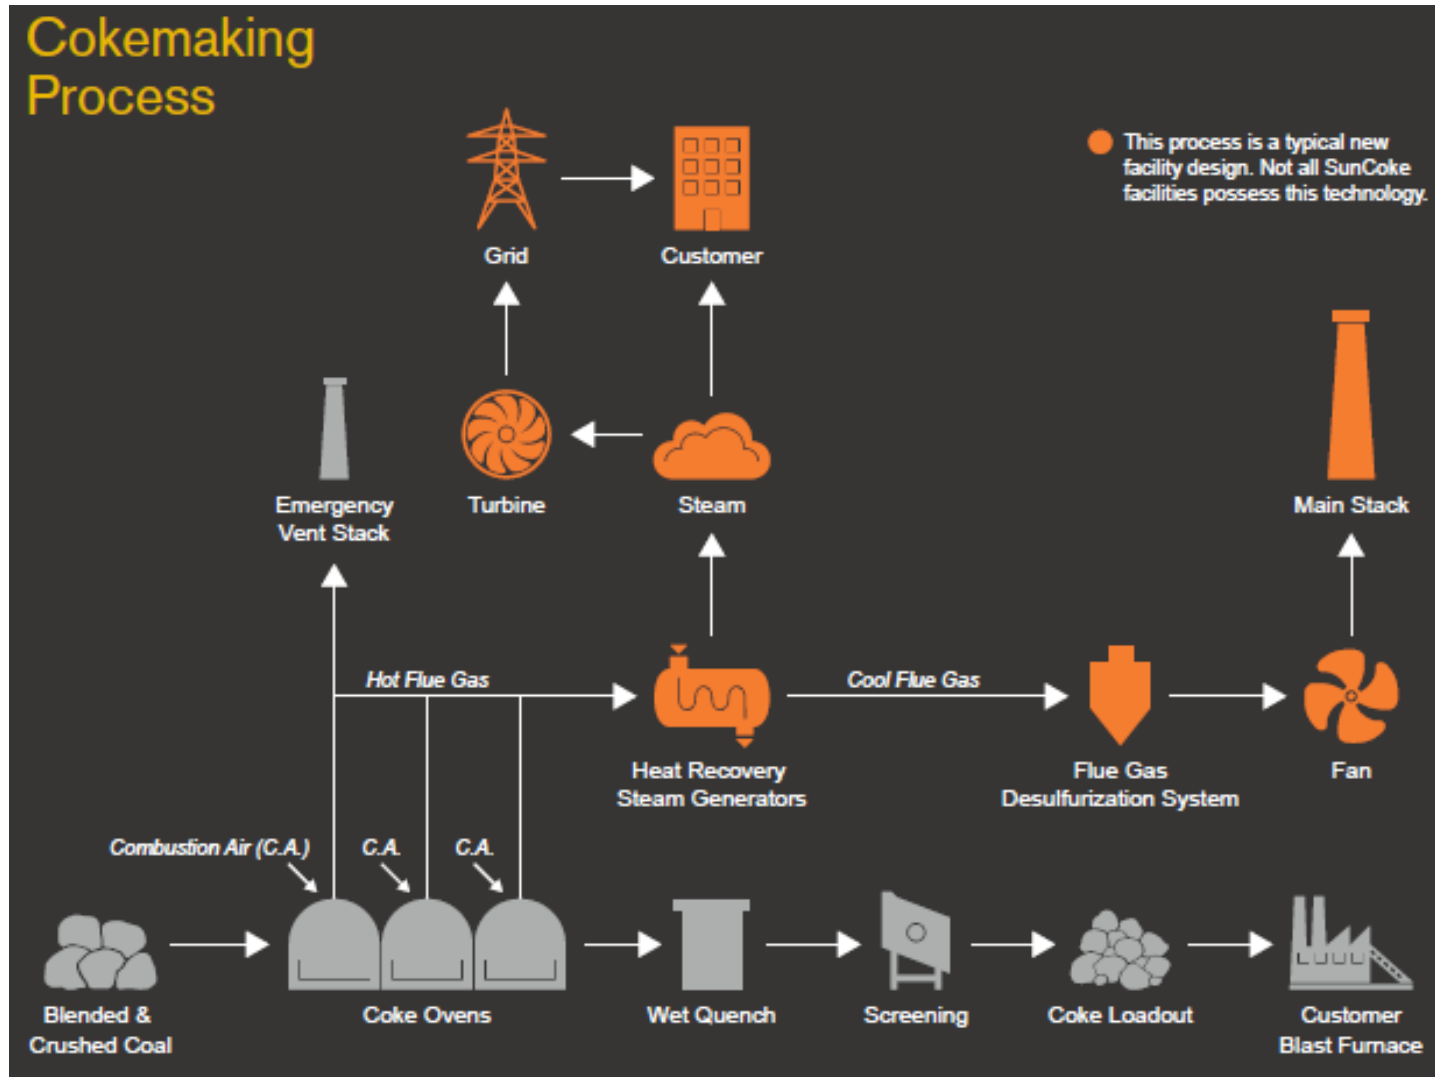 Cokemaking
Process
This process is a typical new
facility design. Not all SunCoke
facilities possess this technology.
Grid
Customer
Emergency
Vent Stack
Turbine
Steam
Main Stack
Hot Flue Gas
Cool Flue Gas
Heat Recovery
Steam Generators
Flue Gas
Desulfurization System
Fan
Combustion Air (C.A.)
C.A.
C.A.
Blended &
Crushed Coal
Coke Ovens
Wet Quench
Screening
Coke Loadout
Customer
Blast Furnace